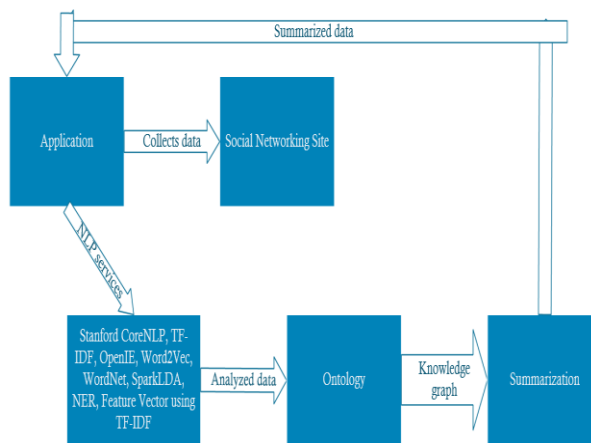 Summarized data
Application
Collects data
Social Networking Site
NLP services
Stanford CoreNLP, TF-
IDF, OpenIE, Word2Vec,
WordNet, SparkLDA,
NER, Feature Vector using
TF-IDF
Analyzed data
Ontology
Knowledge
graph
Summarization